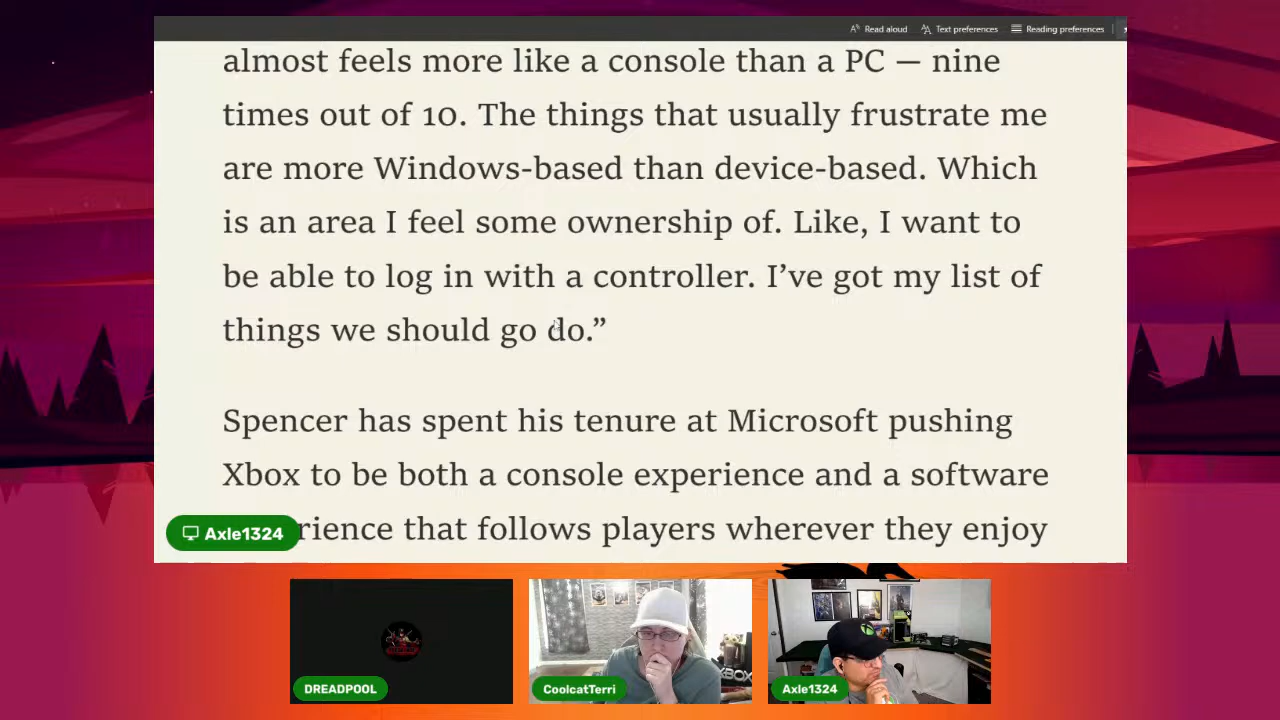 Read aloud Text preferences Reading preferences
almost feels more like a console than a PC — nine
times out of 10. The things that usually frustrate me
are more Windows-based than device-based. Which
is an area I feel some ownership of. Like, I want to
be able to log in with a controller. I’ve got my list of
things we should go do.”
Spencer has spent his tenure at Microsoft pushing
Xbox to be both a console experience and a software
rience that follows players wherever they enjoy
Axle1324
DREADPOOL
CoolcatTerri
XBOX
Axle1324